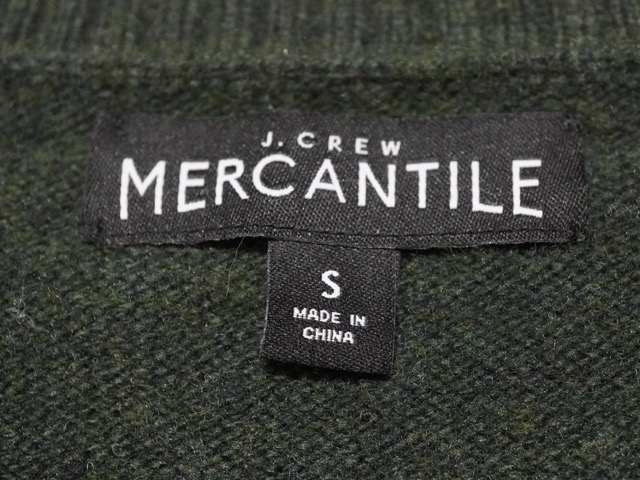 J. CREW
MERCANTILE
S
MADE IN
CHINA